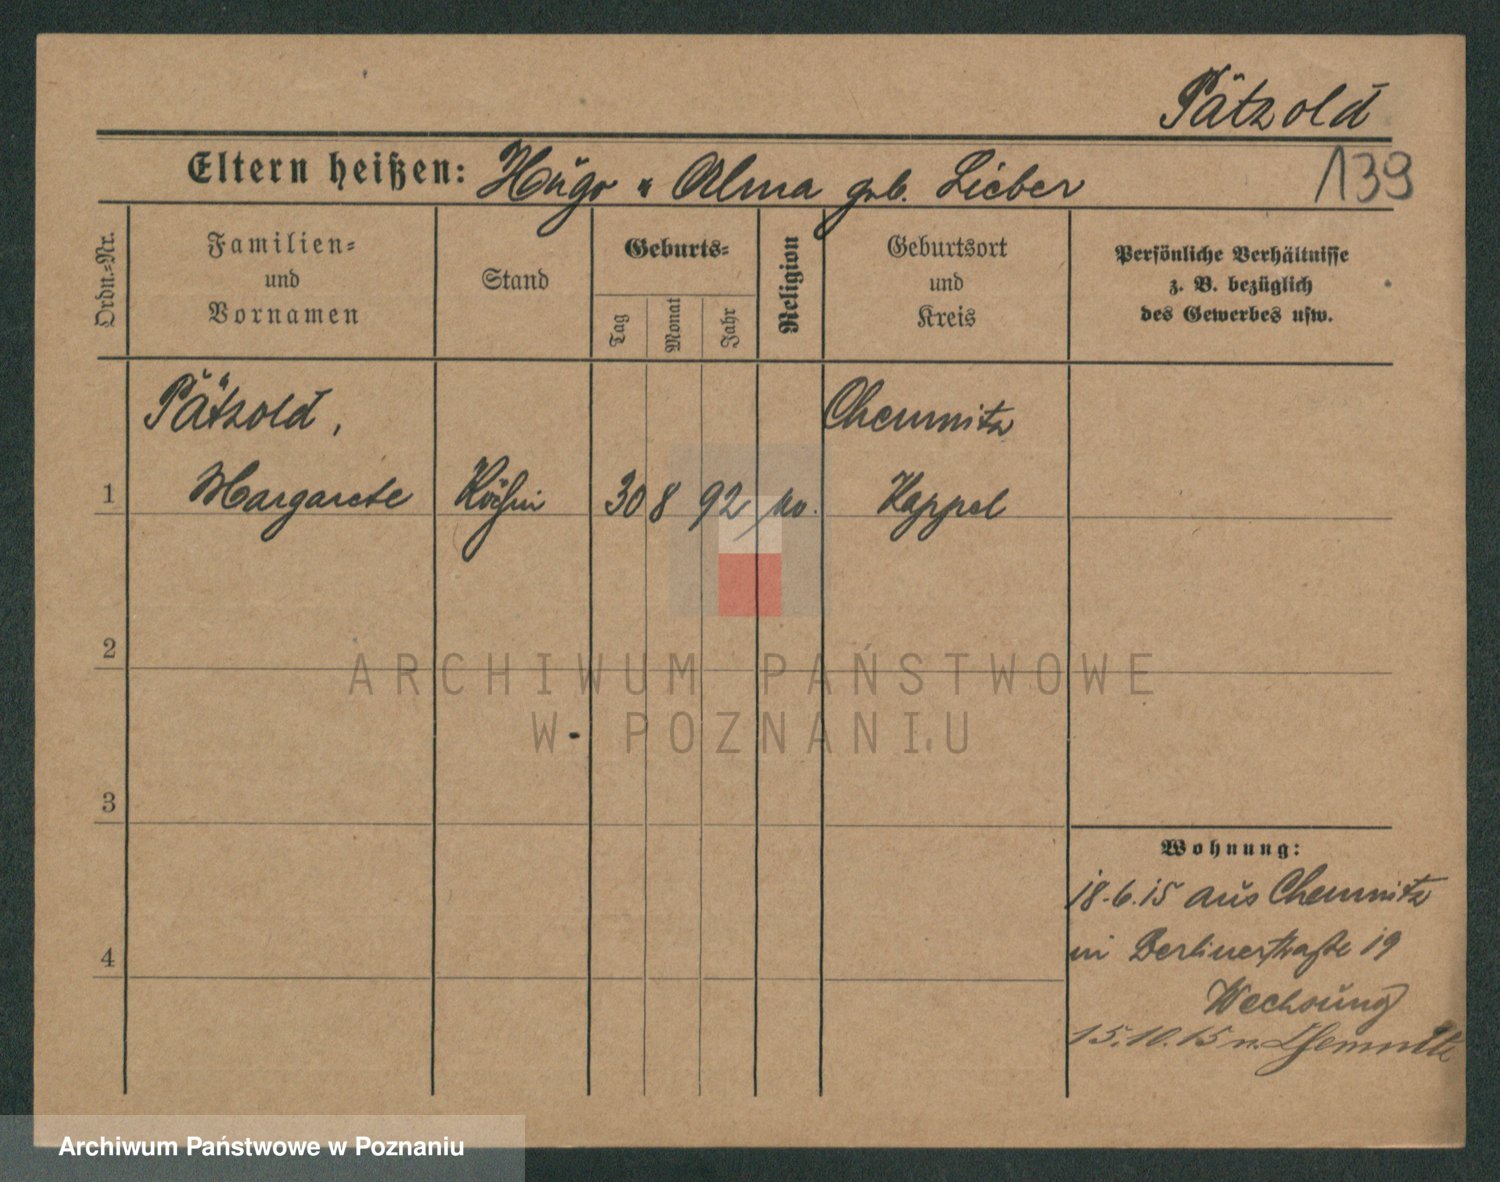 Pätzold
Eltern heißen: Hugo u Alma geb. Lieber
139
Ordn.-Nr.
Familien-
und
Vornamen
Stand
Geburts-
Tag
Monat
Jahr
Religion
Geburtsort
und
Kreis
Persönliche Verhältnisse
z. B. bezüglich
des Gewerbes usw.
Pätzold,
Chemnitz
1
Margarete
Köchin
30
8
92
Kappel
2
3
4
Wohnung:
18.6.15 aus Chemnitz
in Berlinerstraße 19
Wechsung
15.10.15 n. Chemnitz
ARCHIWUM PAŃSTWOWE
W POZNANIU
Archiwum Państwowe w Poznaniu